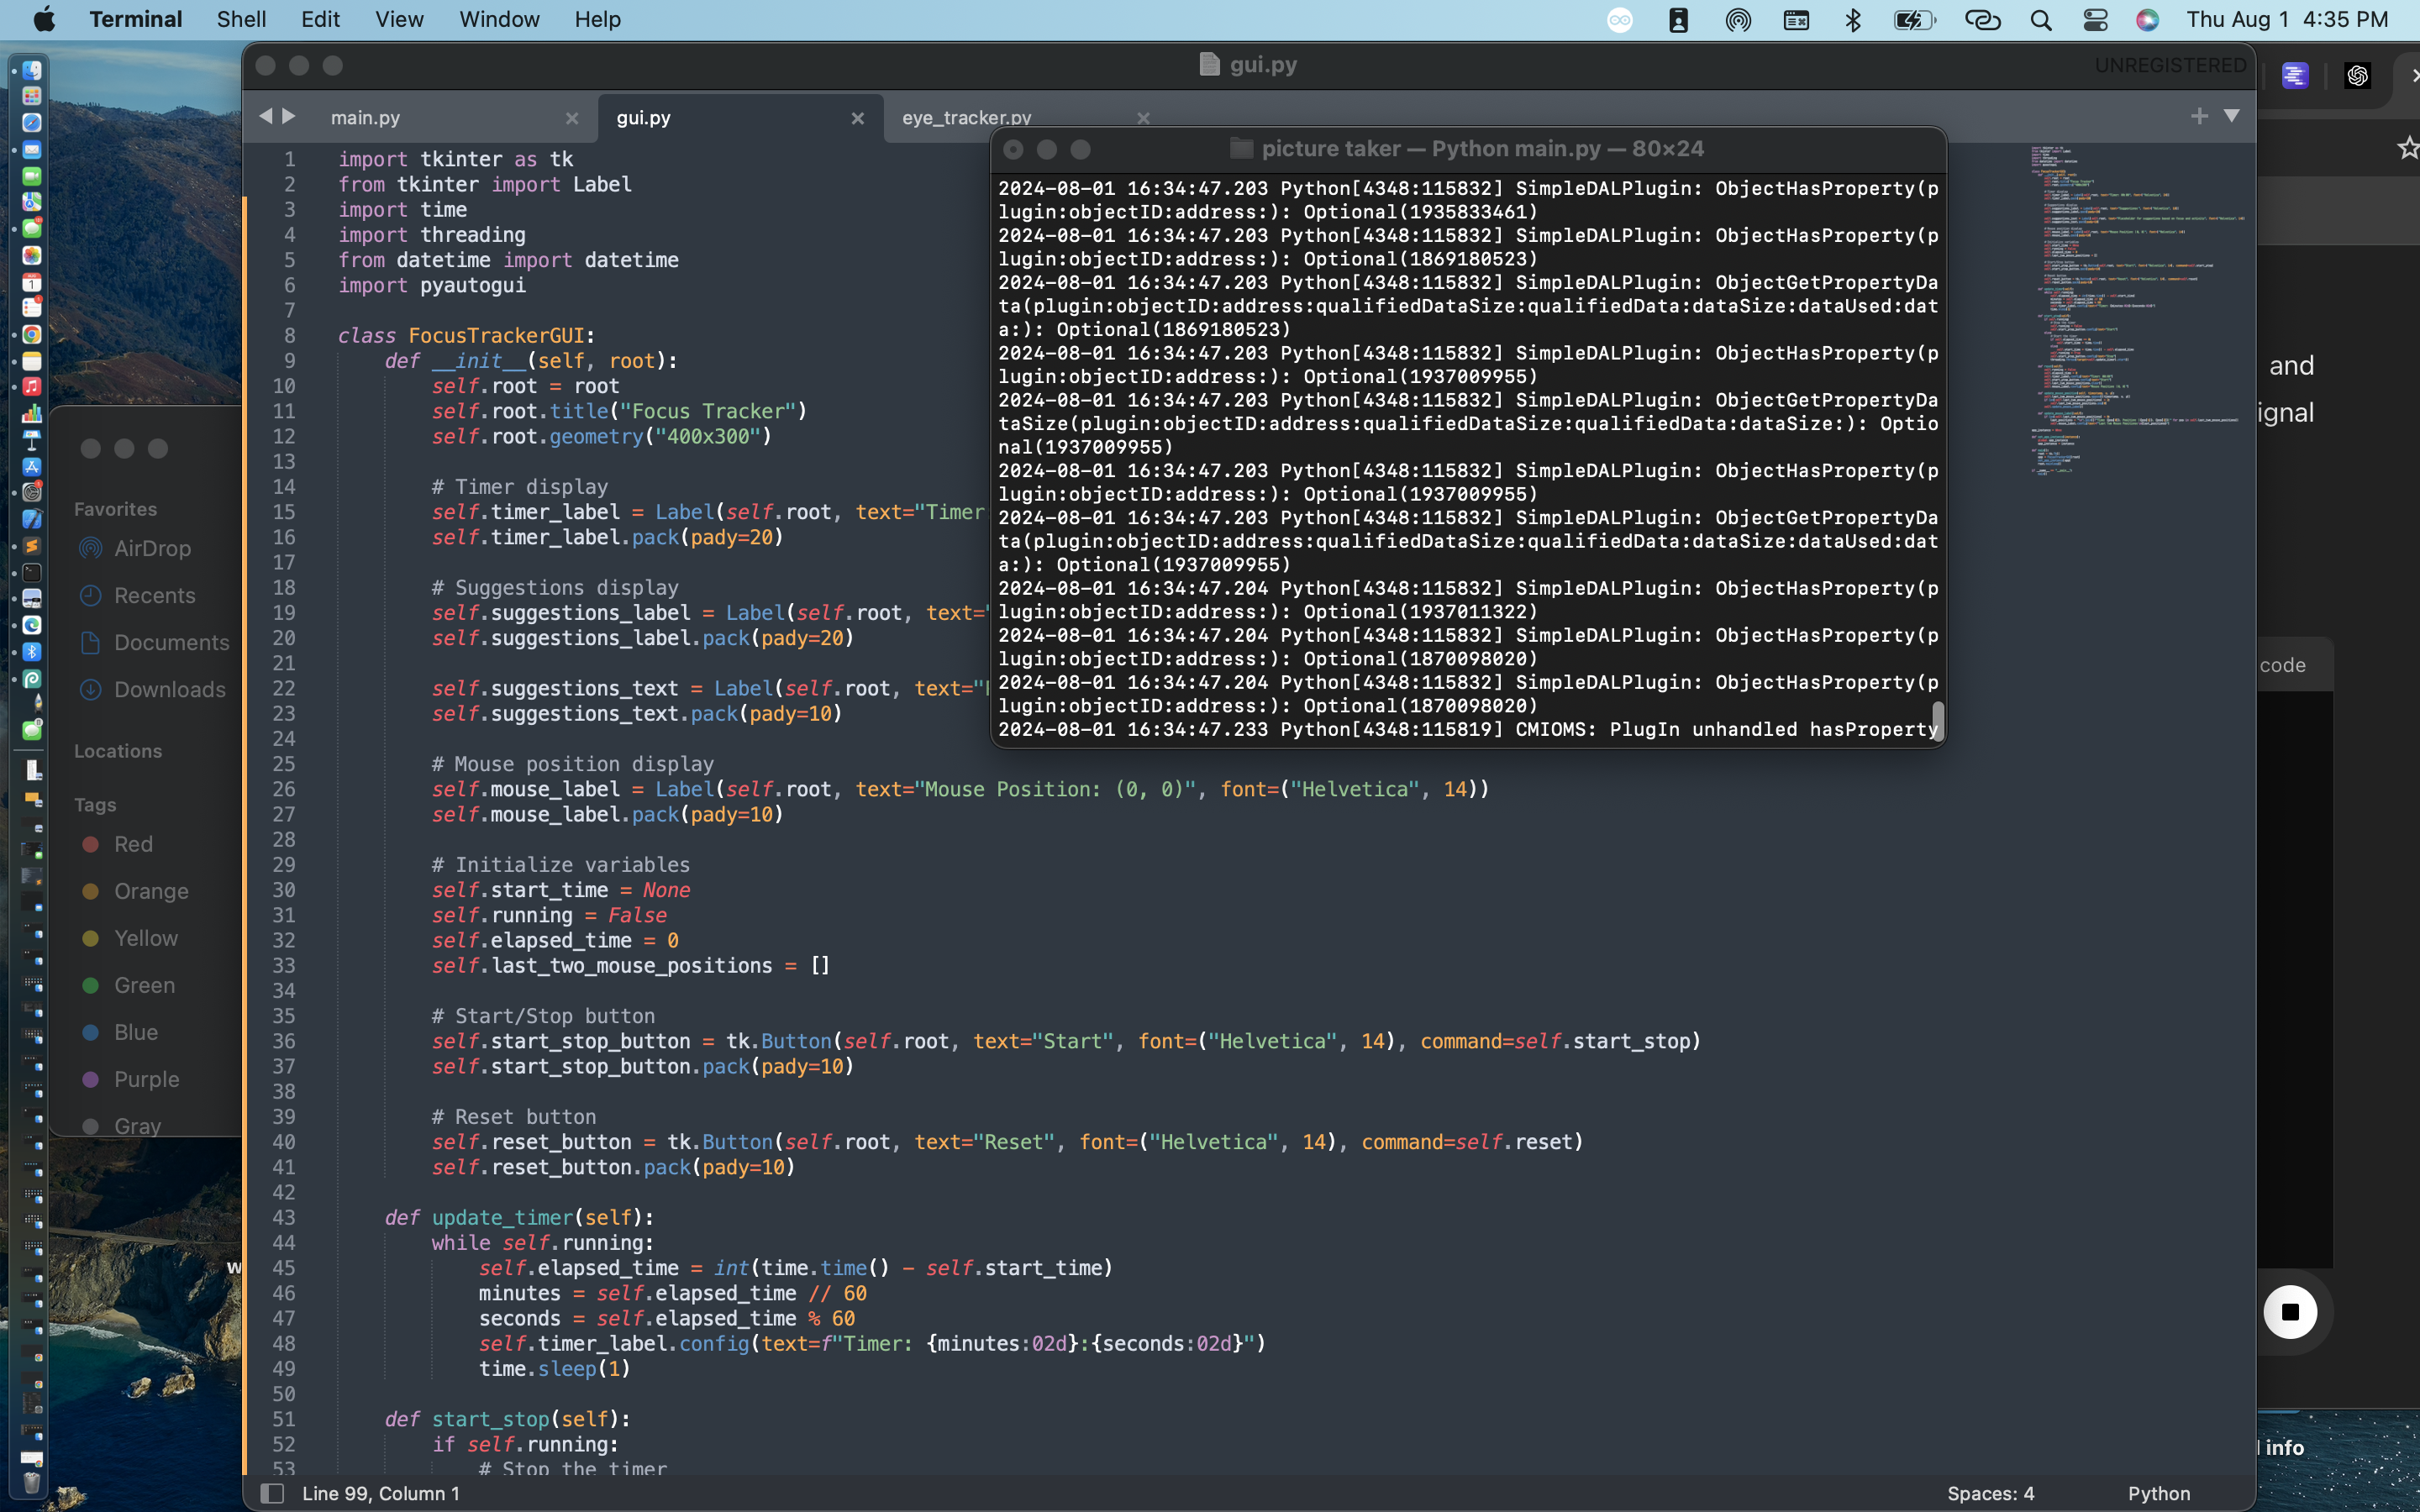 Terminal Shell Edit View Window Help Thu Aug 1 4:35 PM
gui.py UNREGISTERED
main.py gui.py eye_tracker.py
1 import tkinter as tk
2 from tkinter import Label
3 import time
4 import threading
5 from datetime import datetime
6 import pyautogui
7
8 class FocusTrackerGUI:
9 def __init__(self, root):
10 self.root = root
11 self.root.title("Focus Tracker")
12 self.root.geometry("400x300")
13
14 # Timer display
15 self.timer_label = Label(self.root, text="Timer:
16 self.timer_label.pack(pady=20)
17
18 # Suggestions display
19 self.suggestions_label = Label(self.root, text="
20 self.suggestions_label.pack(pady=20)
21
22 self.suggestions_text = Label(self.root, text="
23 self.suggestions_text.pack(pady=10)
24
25 # Mouse position display
26 self.mouse_label = Label(self.root, text="Mouse Position: (0, 0)", font=("Helvetica", 14))
27 self.mouse_label.pack(pady=10)
28
29 # Initialize variables
30 self.start_time = None
31 self.running = False
32 self.elapsed_time = 0
33 self.last_two_mouse_positions = []
34
35 # Start/Stop button
36 self.start_stop_button = tk.Button(self.root, text="Start", font=("Helvetica", 14), command=self.start_stop)
37 self.start_stop_button.pack(pady=10)
38
39 # Reset button
40 self.reset_button = tk.Button(self.root, text="Reset", font=("Helvetica", 14), command=self.reset)
41 self.reset_button.pack(pady=10)
42
43 def update_timer(self):
44 while self.running:
45 self.elapsed_time = int(time.time() - self.start_time)
46 minutes = self.elapsed_time // 60
47 seconds = self.elapsed_time % 60
48 self.timer_label.config(text=f"Timer: {minutes:02d}:{seconds:02d}")
49 time.sleep(1)
50
51 def start_stop(self):
52 if self.running:
53 # Stop the timer
Line 99, Column 1 Spaces: 4 Python
picture taker — Python main.py — 80×24
2024-08-01 16:34:47.203 Python[4348:115832] SimpleDALPlugin: ObjectHasProperty(p
lugin:objectID:address:): Optional(1935833461)
2024-08-01 16:34:47.203 Python[4348:115832] SimpleDALPlugin: ObjectHasProperty(p
lugin:objectID:address:): Optional(1869180523)
2024-08-01 16:34:47.203 Python[4348:115832] SimpleDALPlugin: ObjectGetPropertyDa
ta(plugin:objectID:address:qualifiedDataSize:qualifiedData:dataSize:dataUsed:dat
a:): Optional(1869180523)
2024-08-01 16:34:47.203 Python[4348:115832] SimpleDALPlugin: ObjectHasProperty(p
lugin:objectID:address:): Optional(1937009955)
2024-08-01 16:34:47.203 Python[4348:115832] SimpleDALPlugin: ObjectGetPropertyDa
taSize(plugin:objectID:address:qualifiedDataSize:qualifiedData:dataSize:): Optio
nal(1937009955)
2024-08-01 16:34:47.203 Python[4348:115832] SimpleDALPlugin: ObjectHasProperty(p
lugin:objectID:address:): Optional(1937009955)
2024-08-01 16:34:47.203 Python[4348:115832] SimpleDALPlugin: ObjectGetPropertyDa
ta(plugin:objectID:address:qualifiedDataSize:qualifiedData:dataSize:dataUsed:dat
a:): Optional(1937009955)
2024-08-01 16:34:47.204 Python[4348:115832] SimpleDALPlugin: ObjectHasProperty(p
lugin:objectID:address:): Optional(1937011322)
2024-08-01 16:34:47.204 Python[4348:115832] SimpleDALPlugin: ObjectHasProperty(p
lugin:objectID:address:): Optional(1870098020)
2024-08-01 16:34:47.204 Python[4348:115832] SimpleDALPlugin: ObjectHasProperty(p
lugin:objectID:address:): Optional(1870098020)
2024-08-01 16:34:47.233 Python[4348:115819] CMIOMS: PlugIn unhandled hasProperty
Favorites
AirDrop
Recents
Documents
Downloads
Locations
Tags
Red
Orange
Yellow
Green
Blue
Purple
Gray
and
ignal
code
info